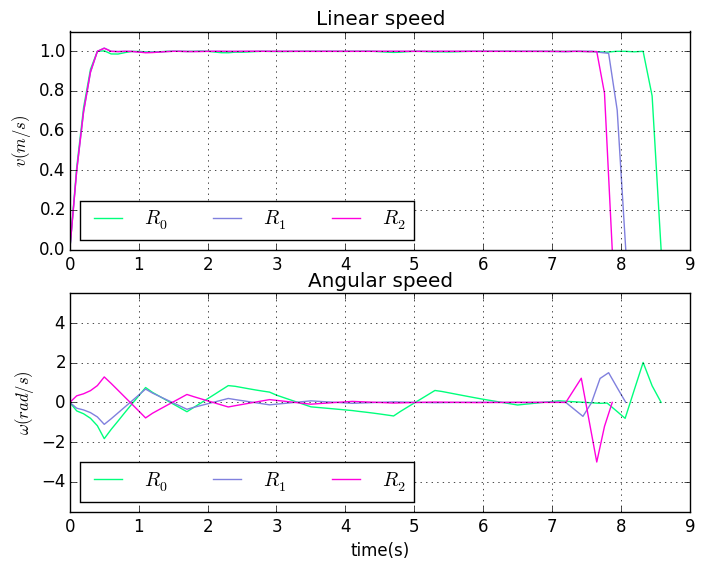 Linear speed
1.0
0.8
0.6
0.4
0.2
0.0
v(m/s)
R0 R1 R2
0 1 2 3 4 5 6 7 8 9
Angular speed
4
2
0
−2
−4
ω(rad/s)
R0 R1 R2
0 1 2 3 4 5 6 7 8 9
time(s)